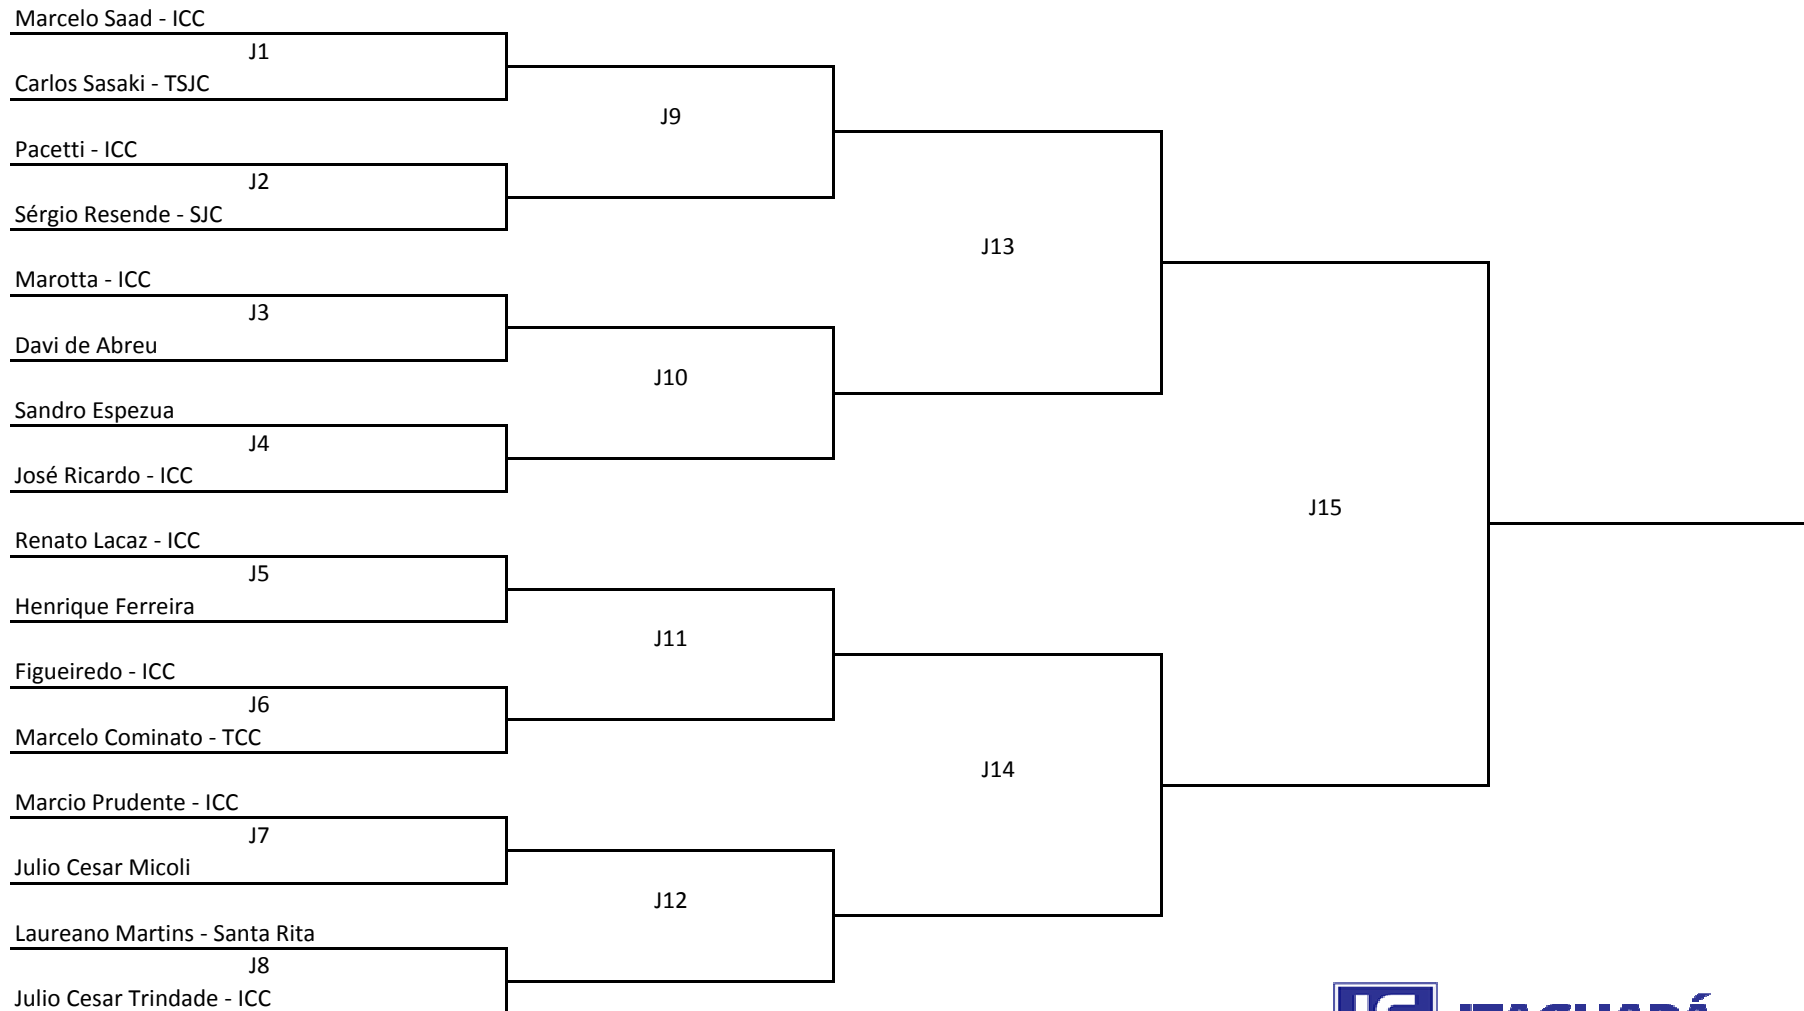 Marcelo Saad - ICC
J1
Carlos Sasaki - TSJC
J9
Pacetti - ICC
J2
Sérgio Resende - SJC
J13
Marotta - ICC
J3
Davi de Abreu
J10
Sandro Espezua
J4
José Ricardo - ICC
J15
Renato Lacaz - ICC
J5
Henrique Ferreira
J11
Figueiredo - ICC
J6
Marcelo Cominato - TCC
J14
Marcio Prudente - ICC
J7
Julio Cesar Micoli
J12
Laureano Martins - Santa Rita
J8
Julio Cesar Trindade - ICC